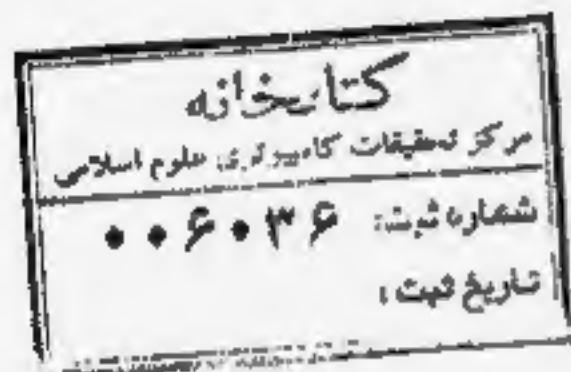 کتابخانه
مرکز تحقیقات کامپیوتری علوم اسلامی
شماره ثبت: ۰۰۶۰۳۶
تاریخ ثبت: